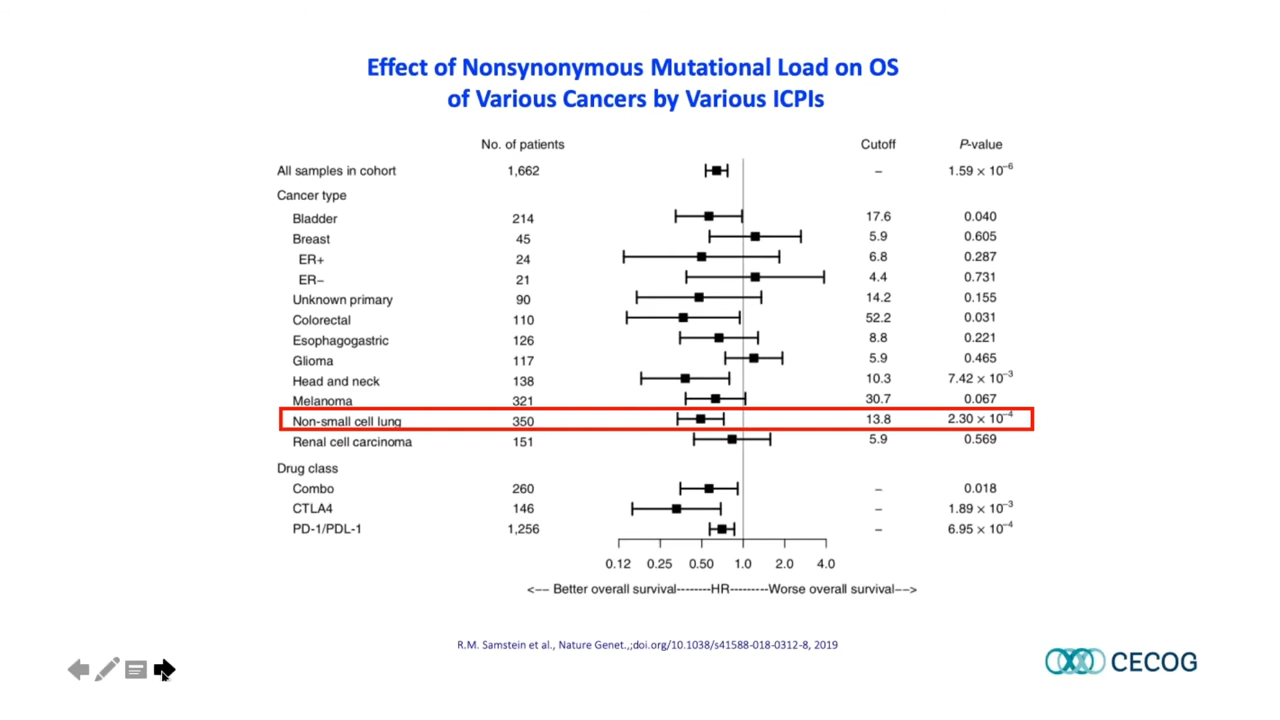 Effect of Nonsynonymous Mutational Load on OS
of Various Cancers by Various ICPIs
No. of patients Cutoff P-value
All samples in cohort 1,662 – 1.59 × 10⁻⁶
Cancer type
Bladder 214 17.6 0.040
Breast 45 5.9 0.605
ER+ 24 6.8 0.287
ER− 21 4.4 0.731
Unknown primary 90 14.2 0.155
Colorectal 110 52.2 0.031
Esophagogastric 126 8.8 0.221
Glioma 117 5.9 0.465
Head and neck 138 10.3 7.42 × 10⁻³
Melanoma 321 30.7 0.067
Non-small cell lung 350 13.8 2.30 × 10⁻⁴
Renal cell carcinoma 151 5.9 0.569
Drug class
Combo 260 – 0.018
CTLA4 146 – 1.89 × 10⁻³
PD-1/PDL-1 1,256 – 6.95 × 10⁻⁴
0.12 0.25 0.50 1.0 2.0 4.0
<−− Better overall survival--------HR---------Worse overall survival−−>
R.M. Samstein et al., Nature Genet.,;doi.org/10.1038/s41588-018-0312-8, 2019
CECOG